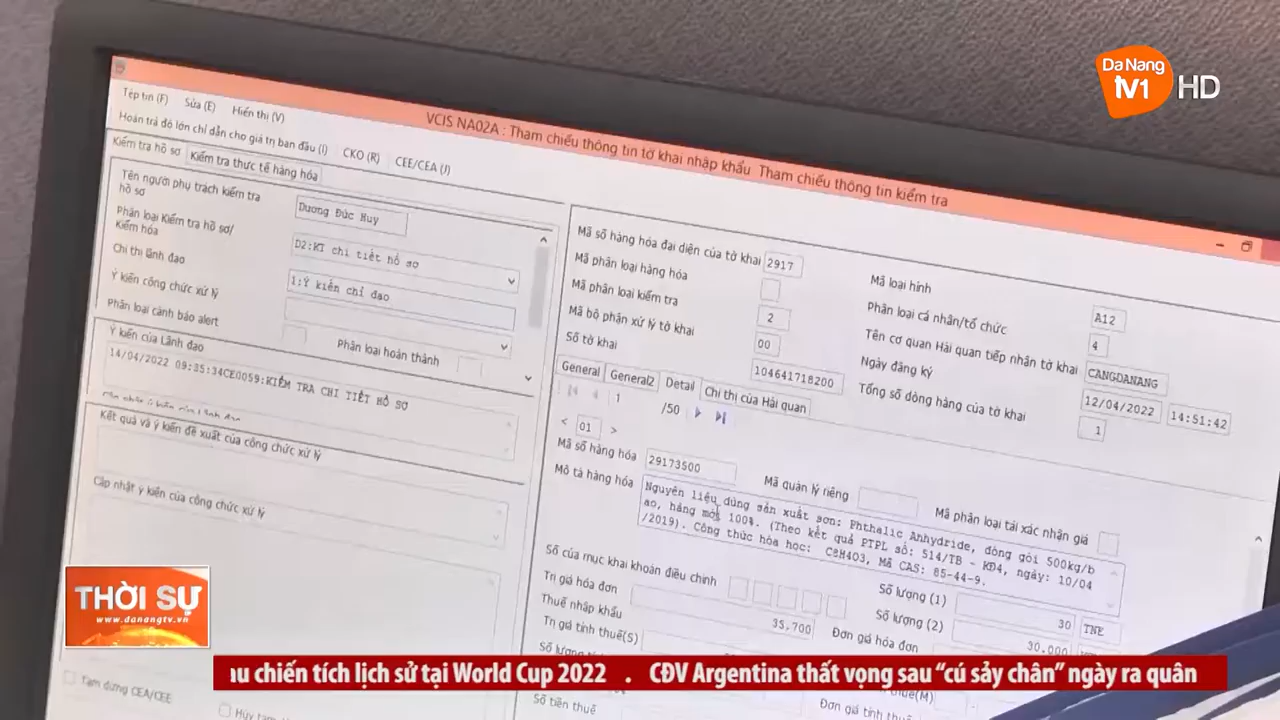 Da Nang
TV1 HD
VCIS NA02A : Tham chiếu thông tin tờ khai nhập khẩu Tham chiếu thông tin kiểm tra
Tệp tin (F) Sửa (E) Hiển thị (V)
Hoán trả độ lớn chỉ dẫn cho giá trị ban đầu (I) CKO (R) CEE/CEA (J)
Kiểm tra hồ sơ Kiểm tra thực tế hàng hóa
Tên người phụ trách kiểm tra hồ sơ
Dương Đức Huy
Phân loại Kiểm tra hồ sơ/
Kiểm hóa
D2:KT chi tiết hồ sơ
Chỉ thị lãnh đạo
1:Ý kiến chỉ đạo
Ý kiến công chức xử lý
Phân loại cảnh báo alert
Phân loại hoàn thành
Ý kiến của Lãnh đạo
14/04/2022 09:35:34CE0059:KIỂM TRA CHI TIẾT HỒ SƠ
Kết quả và ý kiến đề xuất của công chức xử lý
Cập nhật ý kiến của công chức xử lý
Tạm dừng CEA/CEE
Mã số hàng hóa đại diện của tờ khai 2917
Mã phân loại hàng hóa
Mã phân loại kiểm tra 2
Mã bộ phận xử lý tờ khai 00
Số tờ khai 104641718200
Mã loại hình A12
Phân loại cá nhân/tổ chức 4
Tên cơ quan Hải quan tiếp nhận tờ khai CANGDANANG
Ngày đăng ký 12/04/2022 14:51:42
Tổng số dòng hàng của tờ khai 1
General General2 Detail Chỉ thị của Hải quan
1 /50
< 01 >
Mã số hàng hóa 29173500
Mã quản lý riêng
Mã phân loại tái xác nhận giá
Mô tả hàng hóa
Nguyên liệu dùng sản xuất sơn: Phthalic Anhydride, đóng gói 500kg/b
ao, hàng mới 100%. (Theo kết quả PTPL số: 514/TB - KĐ4, ngày: 10/04
/2019). Công thức hóa học: C8H4O3, Mã CAS: 85-44-9.
Số của mục khai khoản điều chỉnh
Số lượng (1) 30 TNE
Trị giá hóa đơn 35,700
Số lượng (2) 30,000
Thuế nhập khẩu
Đơn giá hóa đơn
Trị giá tính thuế(S)
Số tiền thuế
THỜI SỰ
www.danangtv.vn
chiến tích lịch sử tại World Cup 2022 . CĐV Argentina thất vọng sau “cú sảy chân” ngày ra quân